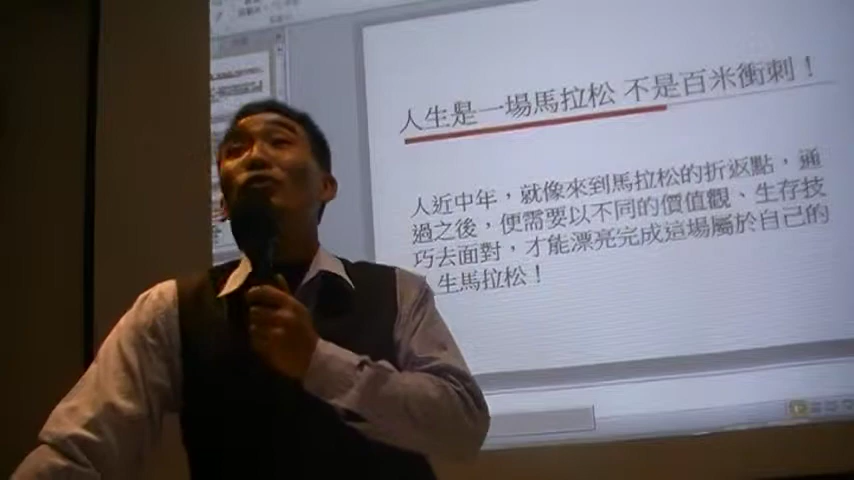 人生是一場馬拉松 不是百米衝刺！
人近中年，就像來到馬拉松的折返點，通
過之後，便需要以不同的價值觀、生存技
巧去面對，才能漂亮完成這場屬於自己的
生馬拉松！